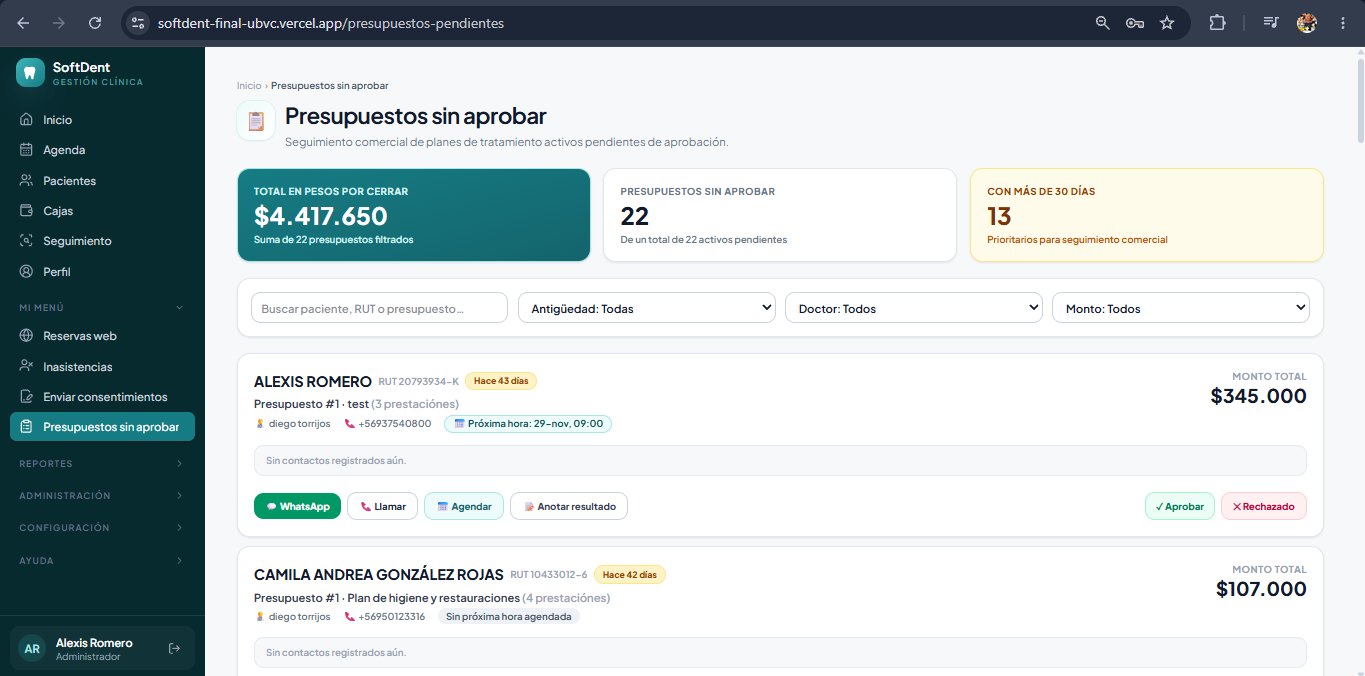 softdent-final-ubvc.vercel.app/presupuestos-pendientes
SoftDent
GESTIÓN CLÍNICA
Inicio
Agenda
Pacientes
Cajas
Seguimiento
Perfil
MI MENÚ
Reservas web
Inasistencias
Enviar consentimientos
Presupuestos sin aprobar
REPORTES
ADMINISTRACIÓN
CONFIGURACIÓN
AYUDA
AR
Alexis Romero
Administrador
Inicio › Presupuestos sin aprobar
Presupuestos sin aprobar
Seguimiento comercial de planes de tratamiento activos pendientes de aprobación.
TOTAL EN PESOS POR CERRAR
$4.417.650
Suma de 22 presupuestos filtrados
PRESUPUESTOS SIN APROBAR
22
De un total de 22 activos pendientes
CON MÁS DE 30 DÍAS
13
Prioritarios para seguimiento comercial
Buscar paciente, RUT o presupuesto…
Antigüedad: Todas
Doctor: Todos
Monto: Todos
ALEXIS ROMERO RUT 20793934-K Hace 43 días
MONTO TOTAL
$345.000
Presupuesto #1 · test (3 prestaciónes)
diego torrijos +56937540800 Próxima hora: 29-nov, 09:00
Sin contactos registrados aún.
WhatsApp Llamar Agendar Anotar resultado ✓ Aprobar ✕ Rechazado
CAMILA ANDREA GONZÁLEZ ROJAS RUT 10433012-6 Hace 42 días
MONTO TOTAL
$107.000
Presupuesto #1 · Plan de higiene y restauraciones (4 prestaciónes)
diego torrijos +56950123316 Sin próxima hora agendada
Sin contactos registrados aún.